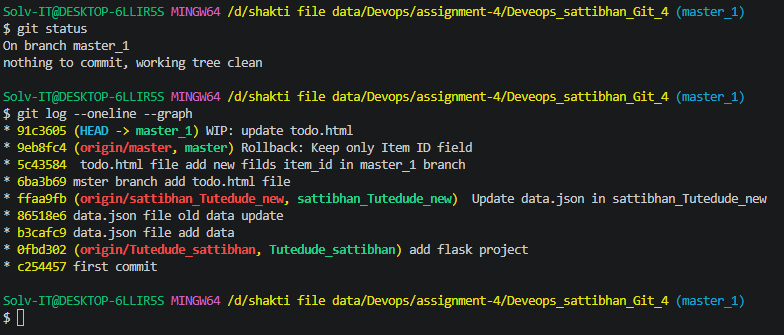 Solv-IT@DESKTOP-6LLIR5S MINGW64 /d/shakti file data/Devops/assignment-4/Deveops_sattibhan_Git_4 (master_1)
$ git status
On branch master_1
nothing to commit, working tree clean
Solv-IT@DESKTOP-6LLIR5S MINGW64 /d/shakti file data/Devops/assignment-4/Deveops_sattibhan_Git_4 (master_1)
$ git log --oneline --graph
* 91c3605 (HEAD -> master_1) WIP: update todo.html
* 9eb8fc4 (origin/master, master) Rollback: Keep only Item ID field
* 5c43584  todo.html file add new filds item_id in master_1 branch
* 6ba3b69 mster branch add todo.html file
* ffaa9fb (origin/sattibhan_Tutedude_new, sattibhan_Tutedude_new)  Update data.json in sattibhan_Tutedude_new
* 86518e6 data.json file old data update
* b3cafc9 data.json file add data
* 0fbd302 (origin/Tutedude_sattibhan, Tutedude_sattibhan) add flask project
* c254457 first commit
Solv-IT@DESKTOP-6LLIR5S MINGW64 /d/shakti file data/Devops/assignment-4/Deveops_sattibhan_Git_4 (master_1)
$